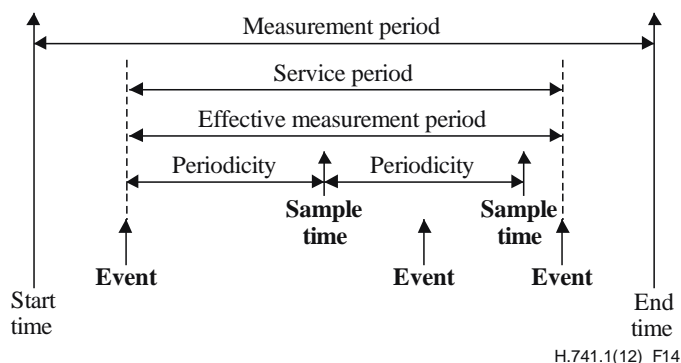 Measurement period
Service period
Effective measurement period
Periodicity Periodicity
Sample Sample
time time
Event Event Event
Start End
time time
H.741.1(12)_F14